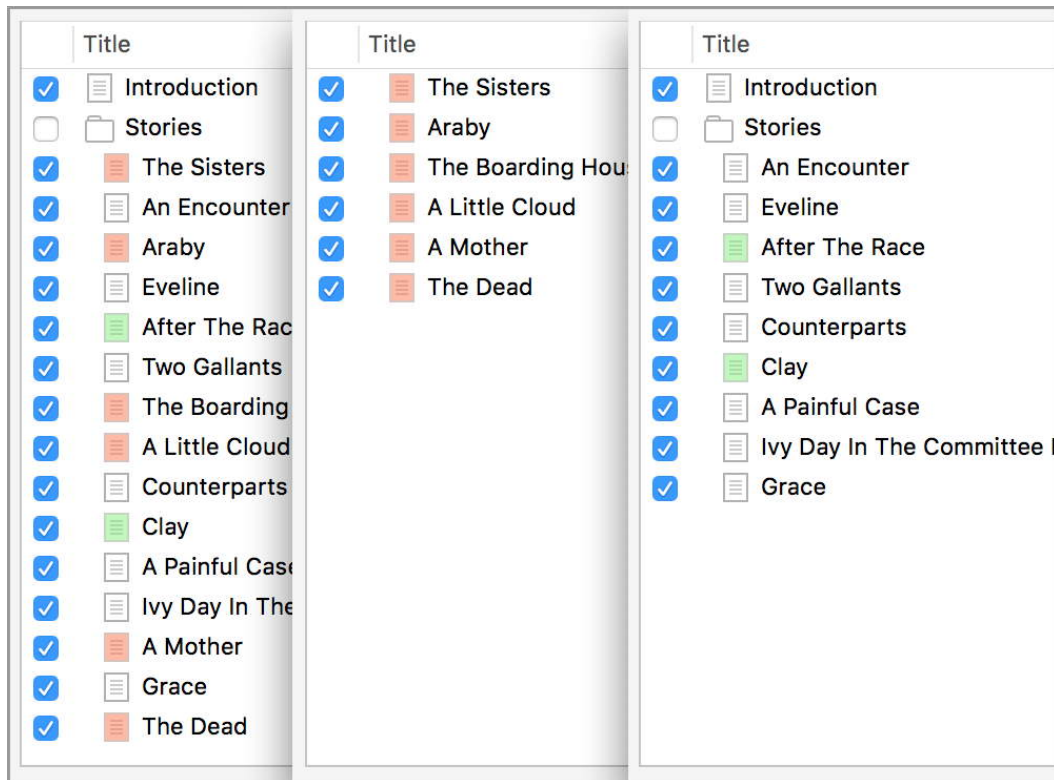 Title
Introduction
Stories
The Sisters
An Encounter
Araby
Eveline
After The Rac
Two Gallants
The Boarding
A Little Cloud
Counterparts
Clay
A Painful Case
Ivy Day In The
A Mother
Grace
The Dead
Title
The Sisters
Araby
The Boarding Hou
A Little Cloud
A Mother
The Dead
Title
Introduction
Stories
An Encounter
Eveline
After The Race
Two Gallants
Counterparts
Clay
A Painful Case
Ivy Day In The Committee
Grace